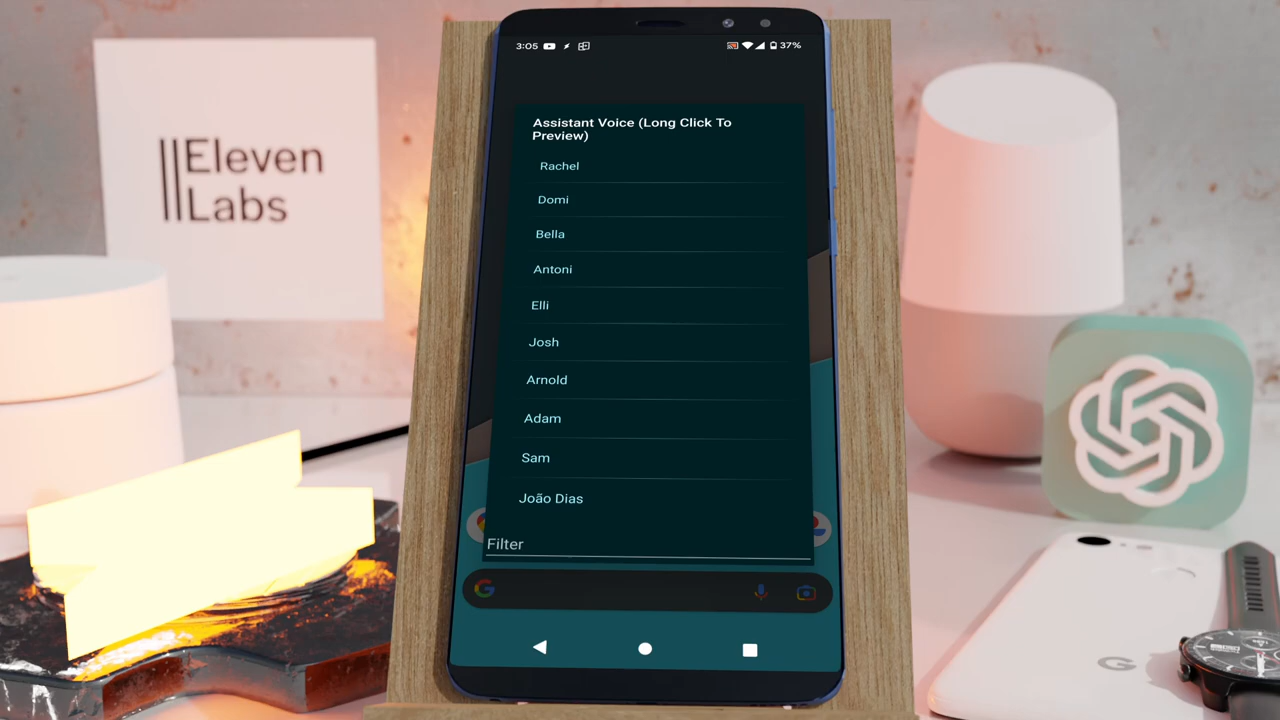 Eleven
Labs
3:05
37%
Assistant Voice (Long Click To
Preview)
Rachel
Domi
Bella
Antoni
Elli
Josh
Arnold
Adam
Sam
João Dias
Filter